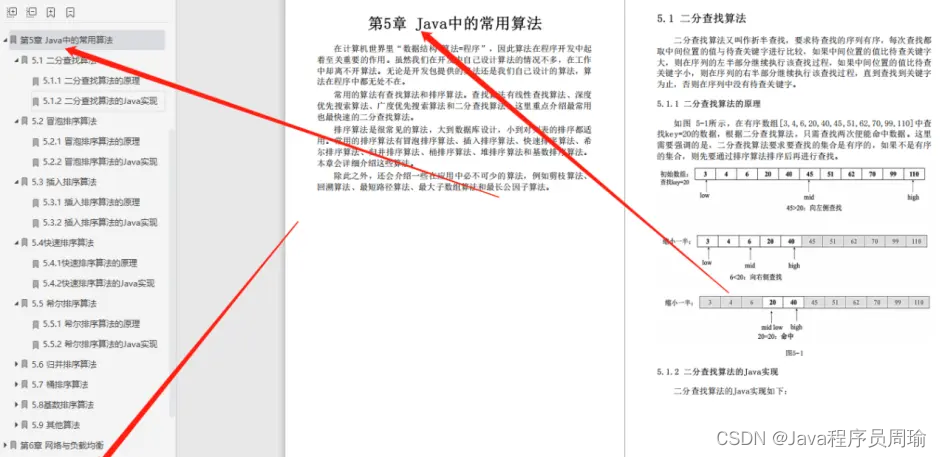 第5章 Java中的常用算法
5.1 二分查找算法
5.1.1 二分查找算法的原理
5.1.2 二分查找算法的Java实现
5.2 冒泡排序算法
5.2.1 冒泡排序算法的原理
5.2.2 冒泡排序算法的Java实现
5.3 插入排序算法
5.3.1 插入排序算法的原理
5.3.2 插入排序算法的Java实现
5.4快速排序算法
5.4.1快速排序算法的原理
5.4.2快速排序算法的Java实现
5.5 希尔排序算法
5.5.1 希尔排序算法的原理
5.5.2 希尔排序算法的Java实现
5.6 归并排序算法
5.7 桶排序算法
5.8基数排序算法
5.9 其他算法
第6章 网络与负载均衡
第5章 Java中的常用算法
在计算机世界里“数据结构+算法=程序”,因此算法在程序开发中起
着至关重要的作用。虽然我们在开发中自己设计算法的情况不多,在工作
中却离不开算法。无论是开发包提供的算法还是我们自己设计的算法,算
法在程序中都无处不在。
常用的算法有查找算法和排序算法。查找算法有线性查找算法、深度
优先搜索算法、广度优先搜索算法和二分查找算法。这里重点介绍最常用
也最快速的二分查找算法。
排序算法是很常见的算法,大到数据库设计,小到对列表的排序都适
用。常用的排序算法有冒泡排序算法、插入排序算法、快速排序算法、希
尔排序算法、归并排序算法、桶排序算法、堆排序算法和基数排序算法。
本章会详细介绍这些算法。
除此之外,还会介绍一些在应用中必不可少的算法,例如剪枝算法、
回溯算法、最短路径算法、最大子数组算法和最长公因子算法。
5.1 二分查找算法
二分查找算法又叫作折半查找,要求待查找的序列有序,每次查找都
取中间位置的值与待查关键字进行比较,如果中间位置的值比待查关键字
大,则在序列的左半部分继续执行该查找过程,如果中间位置的值比待查
关键字小,则在序列的右半部分继续执行该查找过程,直到查找到关键字
为止,否则在序列中没有待查关键字。
5.1.1 二分查找算法的原理
如图 5-1所示,在有序数组[3,4,6,20,40,45,51,62,70,99,110]中查
找key=20的数据,根据二分查找算法,只需查找两次便能命中数据。这里
需要强调的是,二分查找算法要求要查找的集合是有序的,如果不是有序
的集合,则先要通过排序算法排序后再进行查找。
初始数组: 3 4 6 20 40 45 51 62 70 99 110
查找key=20
low mid high
45>20:向左侧查找
缩小一半: 3 4 6 20 40 45 51 62 70 99 110
low mid high
6<20:向右侧查找
缩小一半: 3 4 6 20 40 45 51 62 70 99 110
mid low high
20=20:命中
图5-1
5.1.2 二分查找算法的Java实现
二分查找算法的Java实现如下:
CSDN @Java程序员周瑜